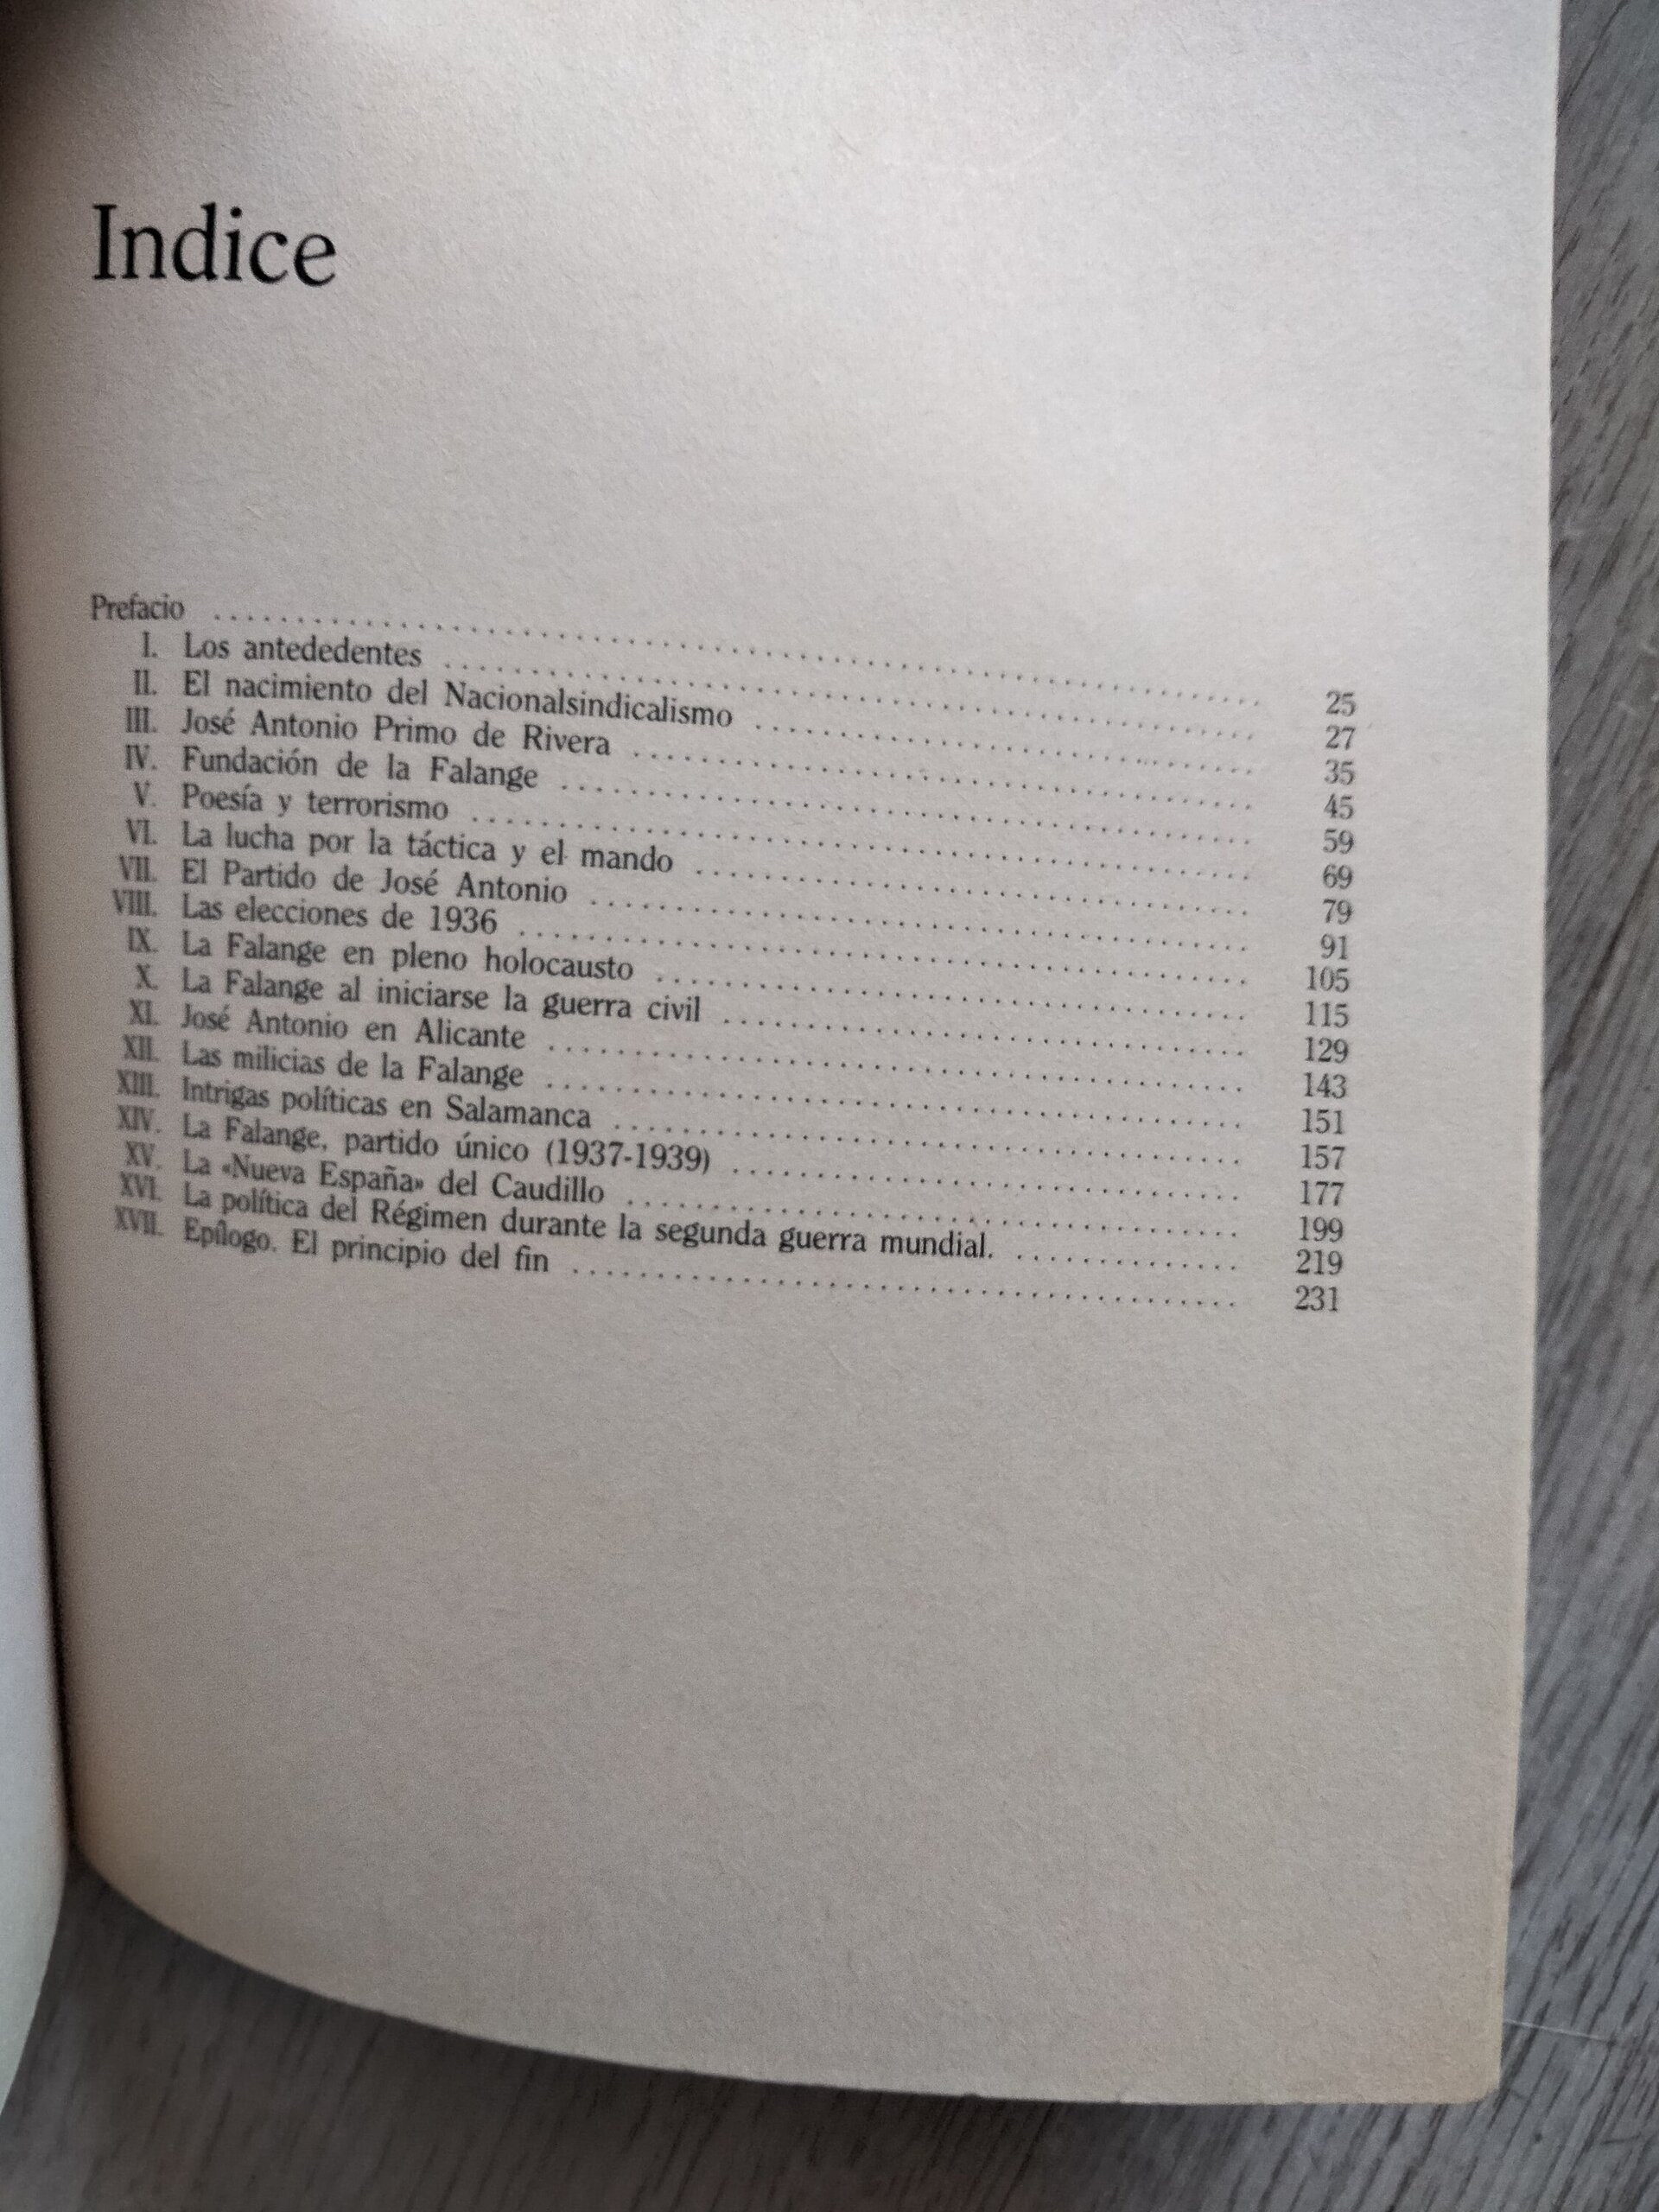 Indice
Prefacio ........ 25
I. Los antededentes ........ 27
II. El nacimiento del Nacionalsindicalismo ........ 35
III. José Antonio Primo de Rivera ........ 45
IV. Fundación de la Falange ........ 59
V. Poesía y terrorismo ........ 69
VI. La lucha por la táctica y el mando ........ 79
VII. El Partido de José Antonio ........ 91
VIII. Las elecciones de 1936 ........ 105
IX. La Falange en pleno holocausto ........ 115
X. La Falange al iniciarse la guerra civil ........ 129
XI. José Antonio en Alicante ........ 143
XII. Las milicias de la Falange ........ 151
XIII. Intrigas políticas en Salamanca ........ 157
XIV. La Falange, partido único (1937-1939) ........ 177
XV. La «Nueva España» del Caudillo ........ 199
XVI. La política del Régimen durante la segunda guerra mundial. ........ 219
XVII. Epílogo. El principio del fin ........ 231